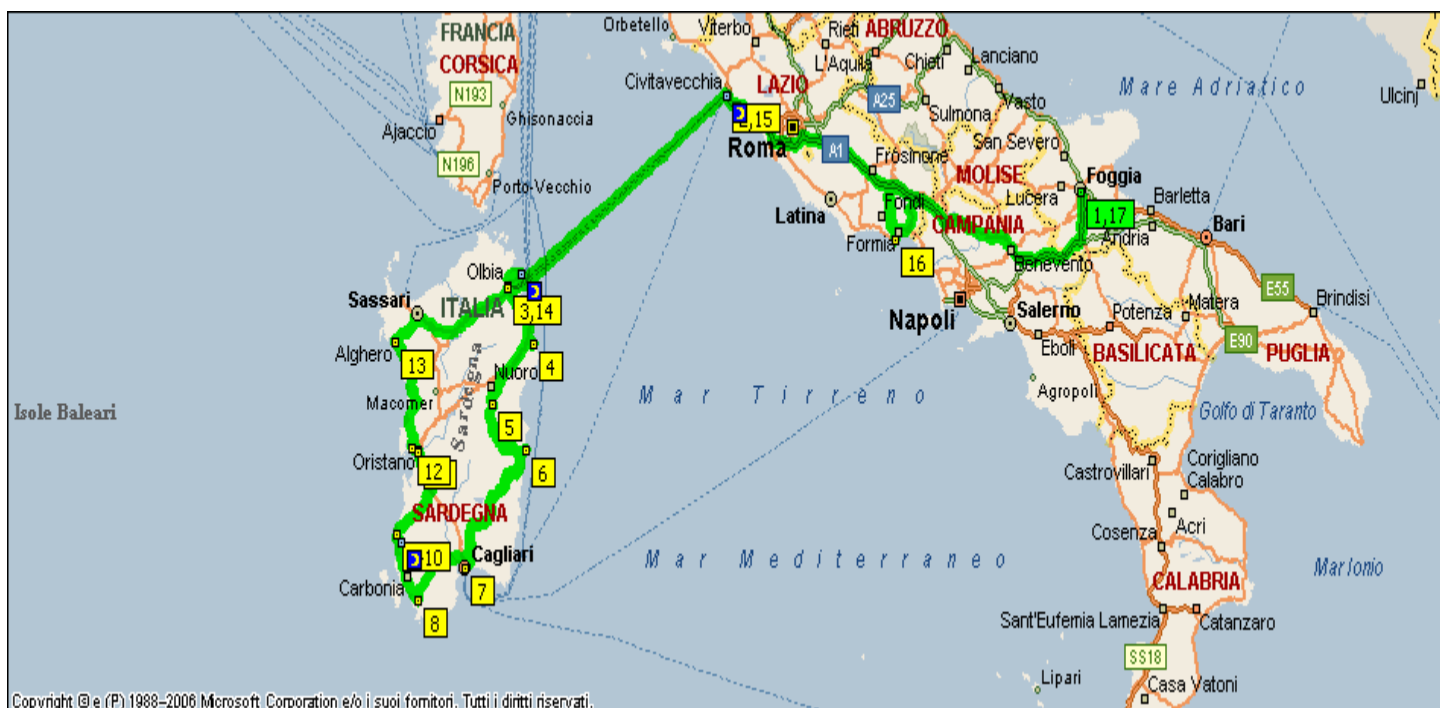 FRANCIA
CORSICA
N193
Ghisonaccia
Ajaccio
N196
Porto-Vecchio
Orbetello
Viterbo
Rieti
ABRUZZO
L'Aquila
Chieti
Lanciano
Civitavecchia
LAZIO
A25
Sulmona
Vasto
Mare Adriatico
Ulcinj
2,15
Roma
A1
Frosinone
San Severo
MOLISE
Lucera
Foggia
1,17
Barletta
Andria
Bari
Latina
Fondi
CAMPANIA
Formia
16
Benevento
Olbia
ITALIA
3,14
Sassari
Napoli
Salerno
Potenza
Matera
E55
Brindisi
Eboli
BASILICATA
E90
PUGLIA
Alghero
13
Nuoro
4
Agropoli
Macomer
Sardegna
5
Mar Tirreno
Golfo di Taranto
Isole Baleari
Oristano
12
6
Castrovillari
Corigliano
Calabro
SARDEGNA
Acri
Cosenza
10
Cagliari
Mar Mediterraneo
Mar Ionio
Carbonia
7
CALABRIA
8
Sant'Eufemia Lamezia
Catanzaro
SS18
Lipari
Casa Vatoni
Copyright © e (P) 1988–2006 Microsoft Corporation e/o i suoi fornitori. Tutti i diritti riservati.